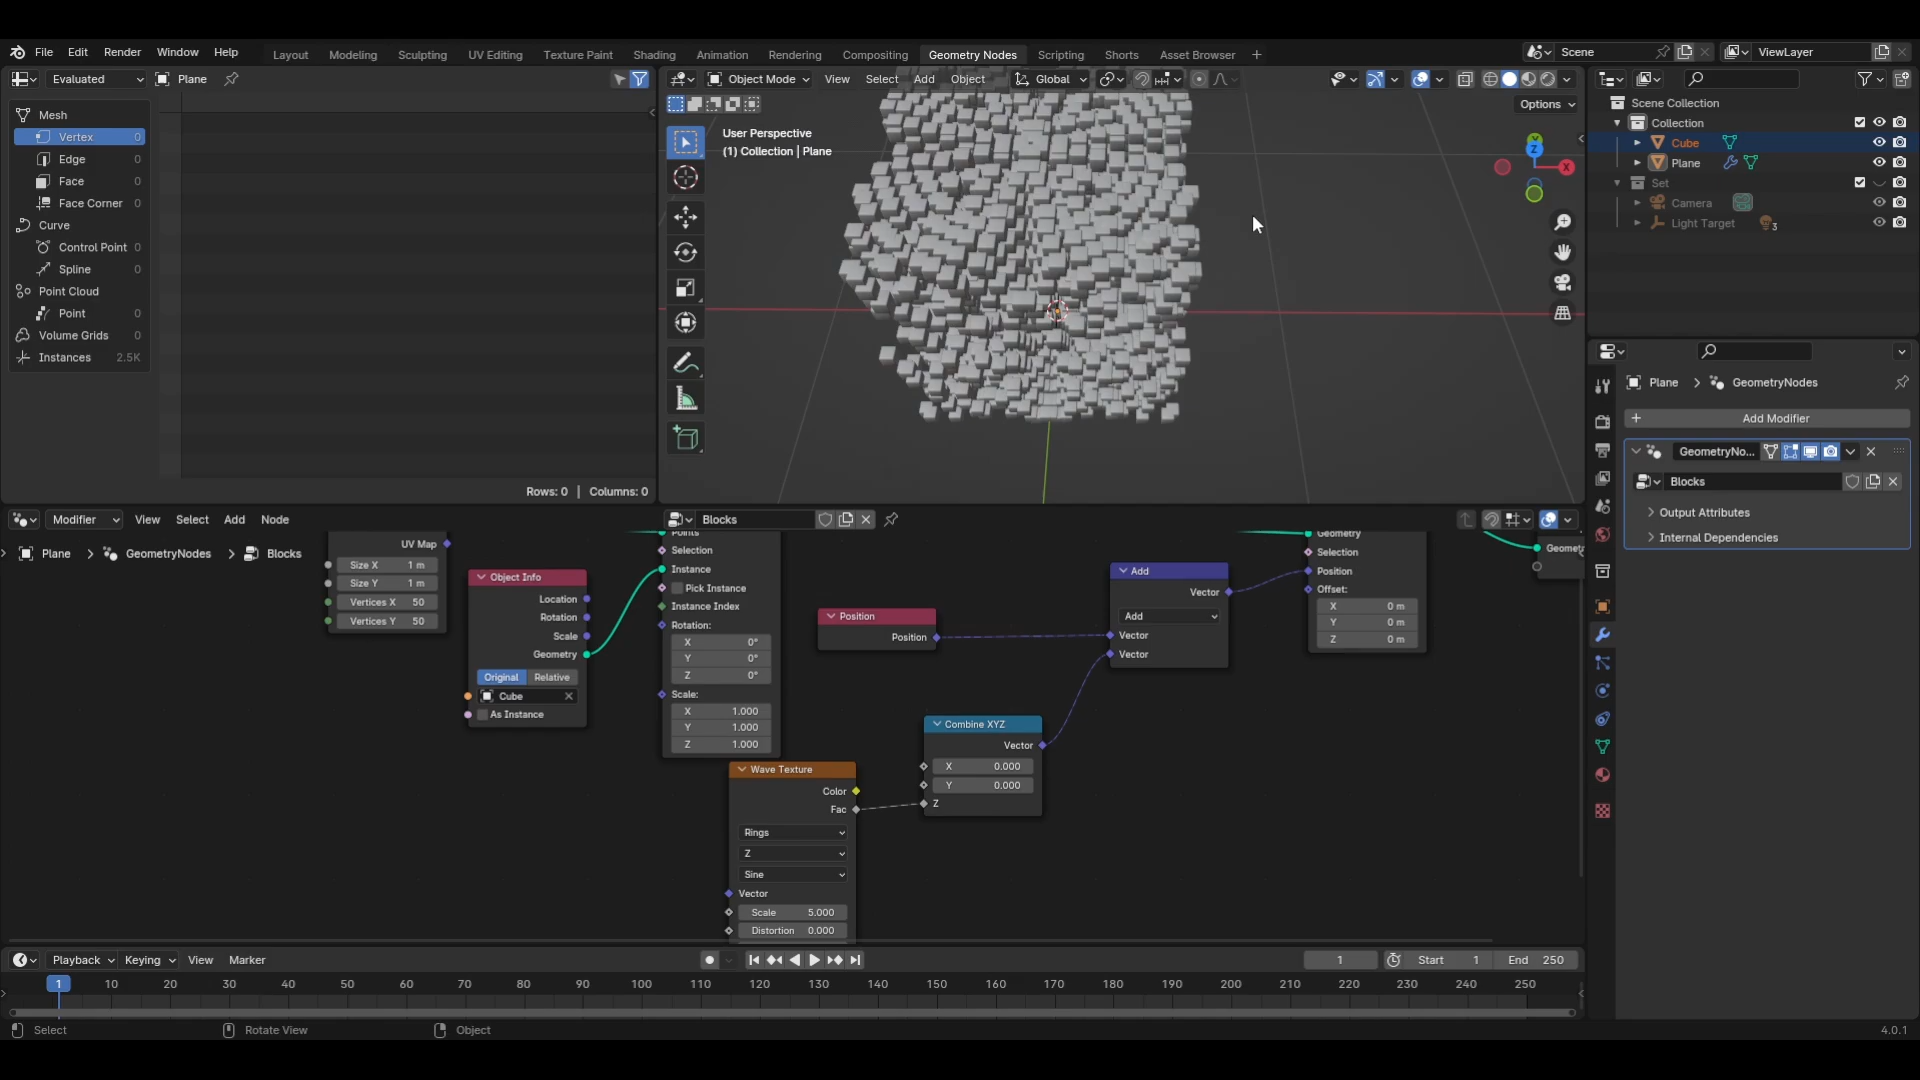 File Edit Render Window Help Layout Modeling Sculpting UV Editing Texture Paint Shading Animation Rendering Compositing Geometry Nodes Scripting Shorts Asset Browser + Scene ViewLayer
Evaluated Plane
Object Mode View Select Add Object Global
Options
Mesh
Vertex 0
Edge 0
Face 0
Face Corner 0
Curve
Control Point 0
Spline 0
Point Cloud
Point 0
Volume Grids 0
Instances 2.5K
Rows: 0 | Columns: 0
User Perspective
(1) Collection | Plane
Z
X
Scene Collection
Collection
Cube
Plane
Set
Camera
Light Target 3
Plane > GeometryNodes
Add Modifier
GeometryNo...
Blocks
Output Attributes
Internal Dependencies
Modifier View Select Add Node Blocks
Plane > GeometryNodes > Blocks
UV Map
Size X 1 m
Size Y 1 m
Vertices X 50
Vertices Y 50
Object Info
Location
Rotation
Scale
Geometry
Original Relative
Cube
As Instance
Points
Selection
Instance
Pick Instance
Instance Index
Rotation:
X 0°
Y 0°
Z 0°
Scale:
X 1.000
Y 1.000
Z 1.000
Position
Position
Wave Texture
Color
Fac
Rings
Z
Sine
Vector
Scale 5.000
Distortion 0.000
Combine XYZ
Vector
X 0.000
Y 0.000
Z
Add
Vector
Add
Vector
Vector
Geometry
Selection
Position
Offset:
X 0 m
Y 0 m
Z 0 m
Geomet
Playback Keying View Marker 1 Start 1 End 250
1 10 20 30 40 50 60 70 80 90 100 110 120 130 140 150 160 170 180 190 200 210 220 230 240 250
Select Rotate View Object 4.0.1